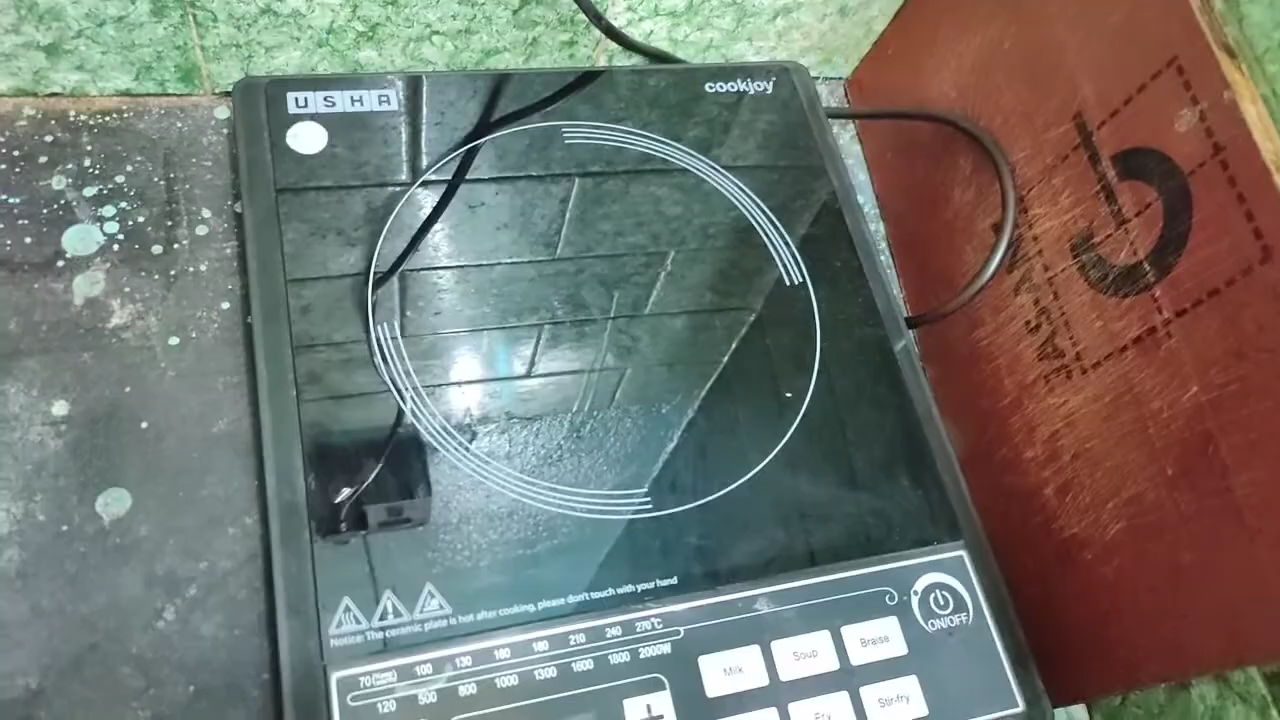 USHA
cookjoy
Notice: The ceramic plate is hot after cooking, please don't touch with your hand
ON/OFF
70 100 130 160 180 210 240 270°C
120 500 800 1000 1300 1600 1800 2000W
Milk
Soup
Braise
Fry
Stir-fry